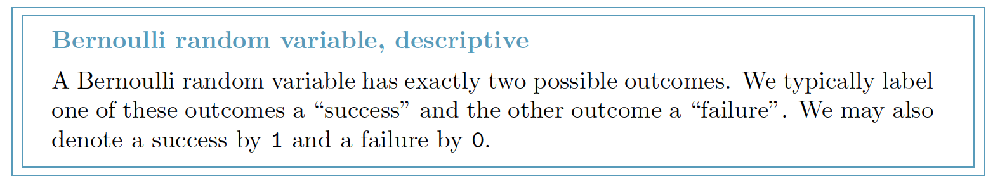 Bernoulli random variable, descriptive
A Bernoulli random variable has exactly two possible outcomes. We typically label
one of these outcomes a “success” and the other outcome a “failure”. We may also
denote a success by 1 and a failure by 0.